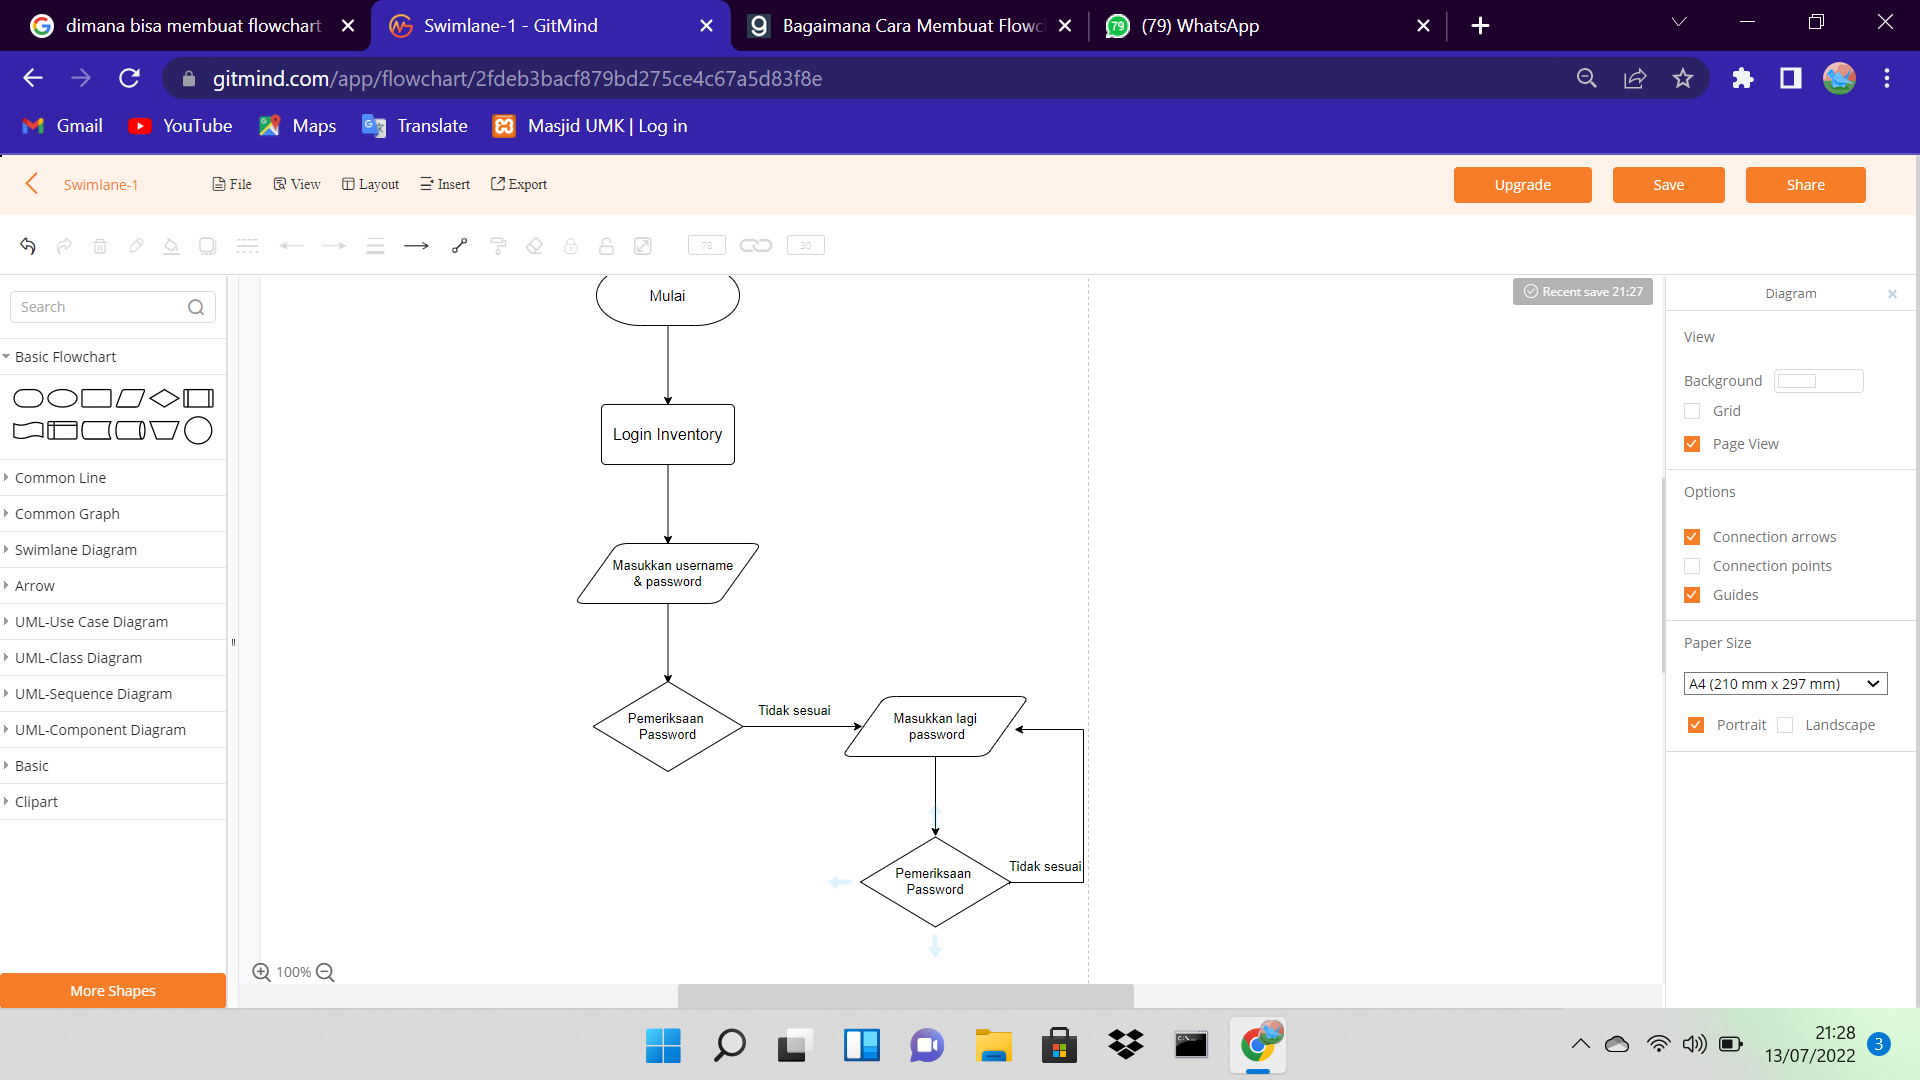 dimana bisa membuat flowchart
Swimlane-1 - GitMind
Bagaimana Cara Membuat Flowc
(79) WhatsApp
79
gitmind.com/app/flowchart/2fdeb3bacf879bd275ce4c67a5d83f8e
Gmail
YouTube
Maps
Translate
Masjid UMK | Log in
Swimlane-1
File
View
Layout
Insert
Export
Upgrade
Save
Share
78
30
Search
Basic Flowchart
Common Line
Common Graph
Swimlane Diagram
Arrow
UML-Use Case Diagram
UML-Class Diagram
UML-Sequence Diagram
UML-Component Diagram
Basic
Clipart
More Shapes
Mulai
Login Inventory
Masukkan username
& password
Pemeriksaan
Password
Tidak sesuai
Masukkan lagi
password
Pemeriksaan
Password
Tidak sesuai
100%
Recent save 21:27
Diagram
View
Background
Grid
Page View
Options
Connection arrows
Connection points
Guides
Paper Size
A4 (210 mm x 297 mm)
Portrait
Landscape
21:28
13/07/2022
3